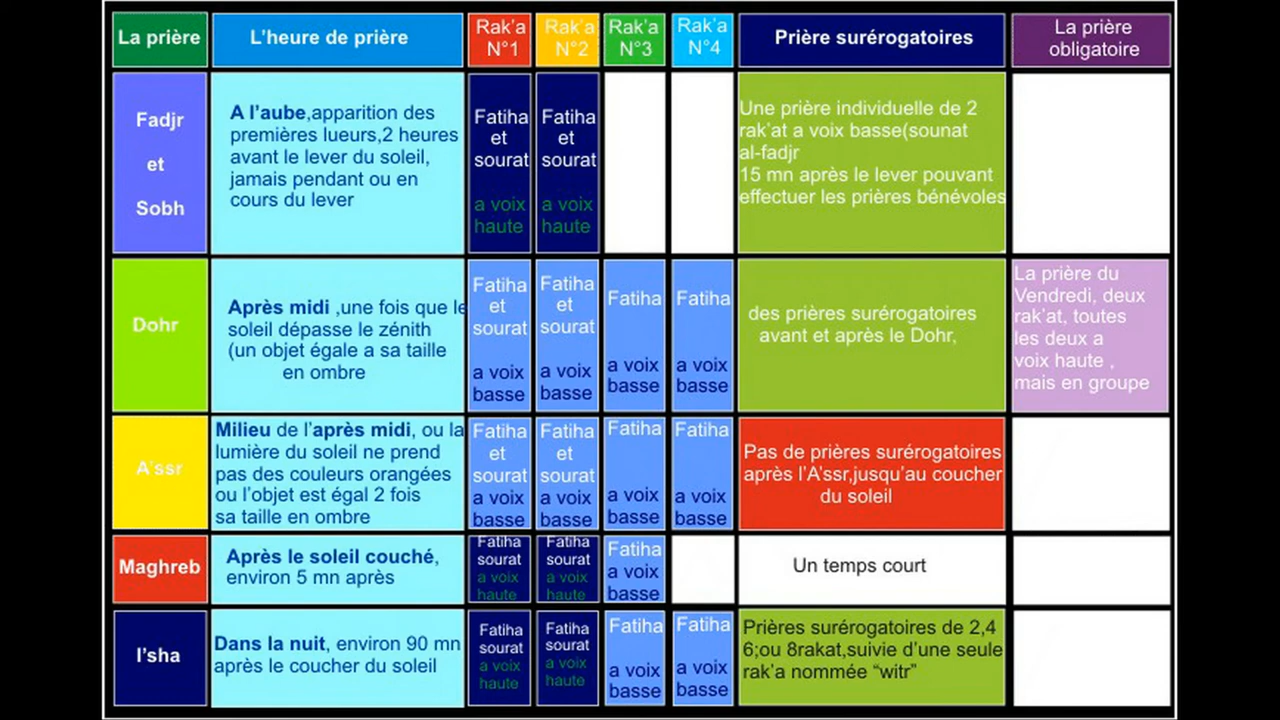 La prière
L'heure de prière
Rak'a
N°1
Rak'a
N°2
Rak'a
N°3
Rak'a
N°4
Prière surérogatoires
La prière
obligatoire
Fadjr
et
Sobh
A l'aube,apparition des
premières lueurs,2 heures
avant le lever du soleil,
jamais pendant ou en
cours du lever
Fatiha
et
sourat
a voix
haute
Fatiha
et
sourat
a voix
haute
Une prière individuelle de 2
rak'at a voix basse(sounat
al-fadjr
15 mn après le lever pouvant
effectuer les prières bénévoles
Dohr
Après midi ,une fois que le
soleil dépasse le zénith
(un objet égale a sa taille
en ombre
Fatiha
et
sourat
a voix
basse
Fatiha
et
sourat
a voix
basse
Fatiha
a voix
basse
Fatiha
a voix
basse
des prières surérogatoires
avant et après le Dohr,
La prière du
Vendredi, deux
rak'at, toutes
les deux a
voix haute ,
mais en groupe
A'ssr
Milieu de l'après midi, ou la
lumière du soleil ne prend
pas des couleurs orangées
ou l'objet est égal 2 fois
sa taille en ombre
Fatiha
et
sourat
a voix
basse
Fatiha
et
sourat
a voix
basse
Fatiha
a voix
basse
Fatiha
a voix
basse
Pas de prières surérogatoires
après l'A'ssr,jusqu'au coucher
du soleil
Maghreb
Après le soleil couché,
environ 5 mn après
Fatiha
sourat
a voix
haute
Fatiha
sourat
a voix
haute
Fatiha
a voix
basse
Un temps court
I'sha
Dans la nuit, environ 90 mn
après le coucher du soleil
Fatiha
sourat
a voix
haute
Fatiha
sourat
a voix
haute
Fatiha
a voix
basse
Fatiha
a voix
basse
Prières surérogatoires de 2,4
6;ou 8rakat,suivie d'une seule
rak'a nommée “witr”